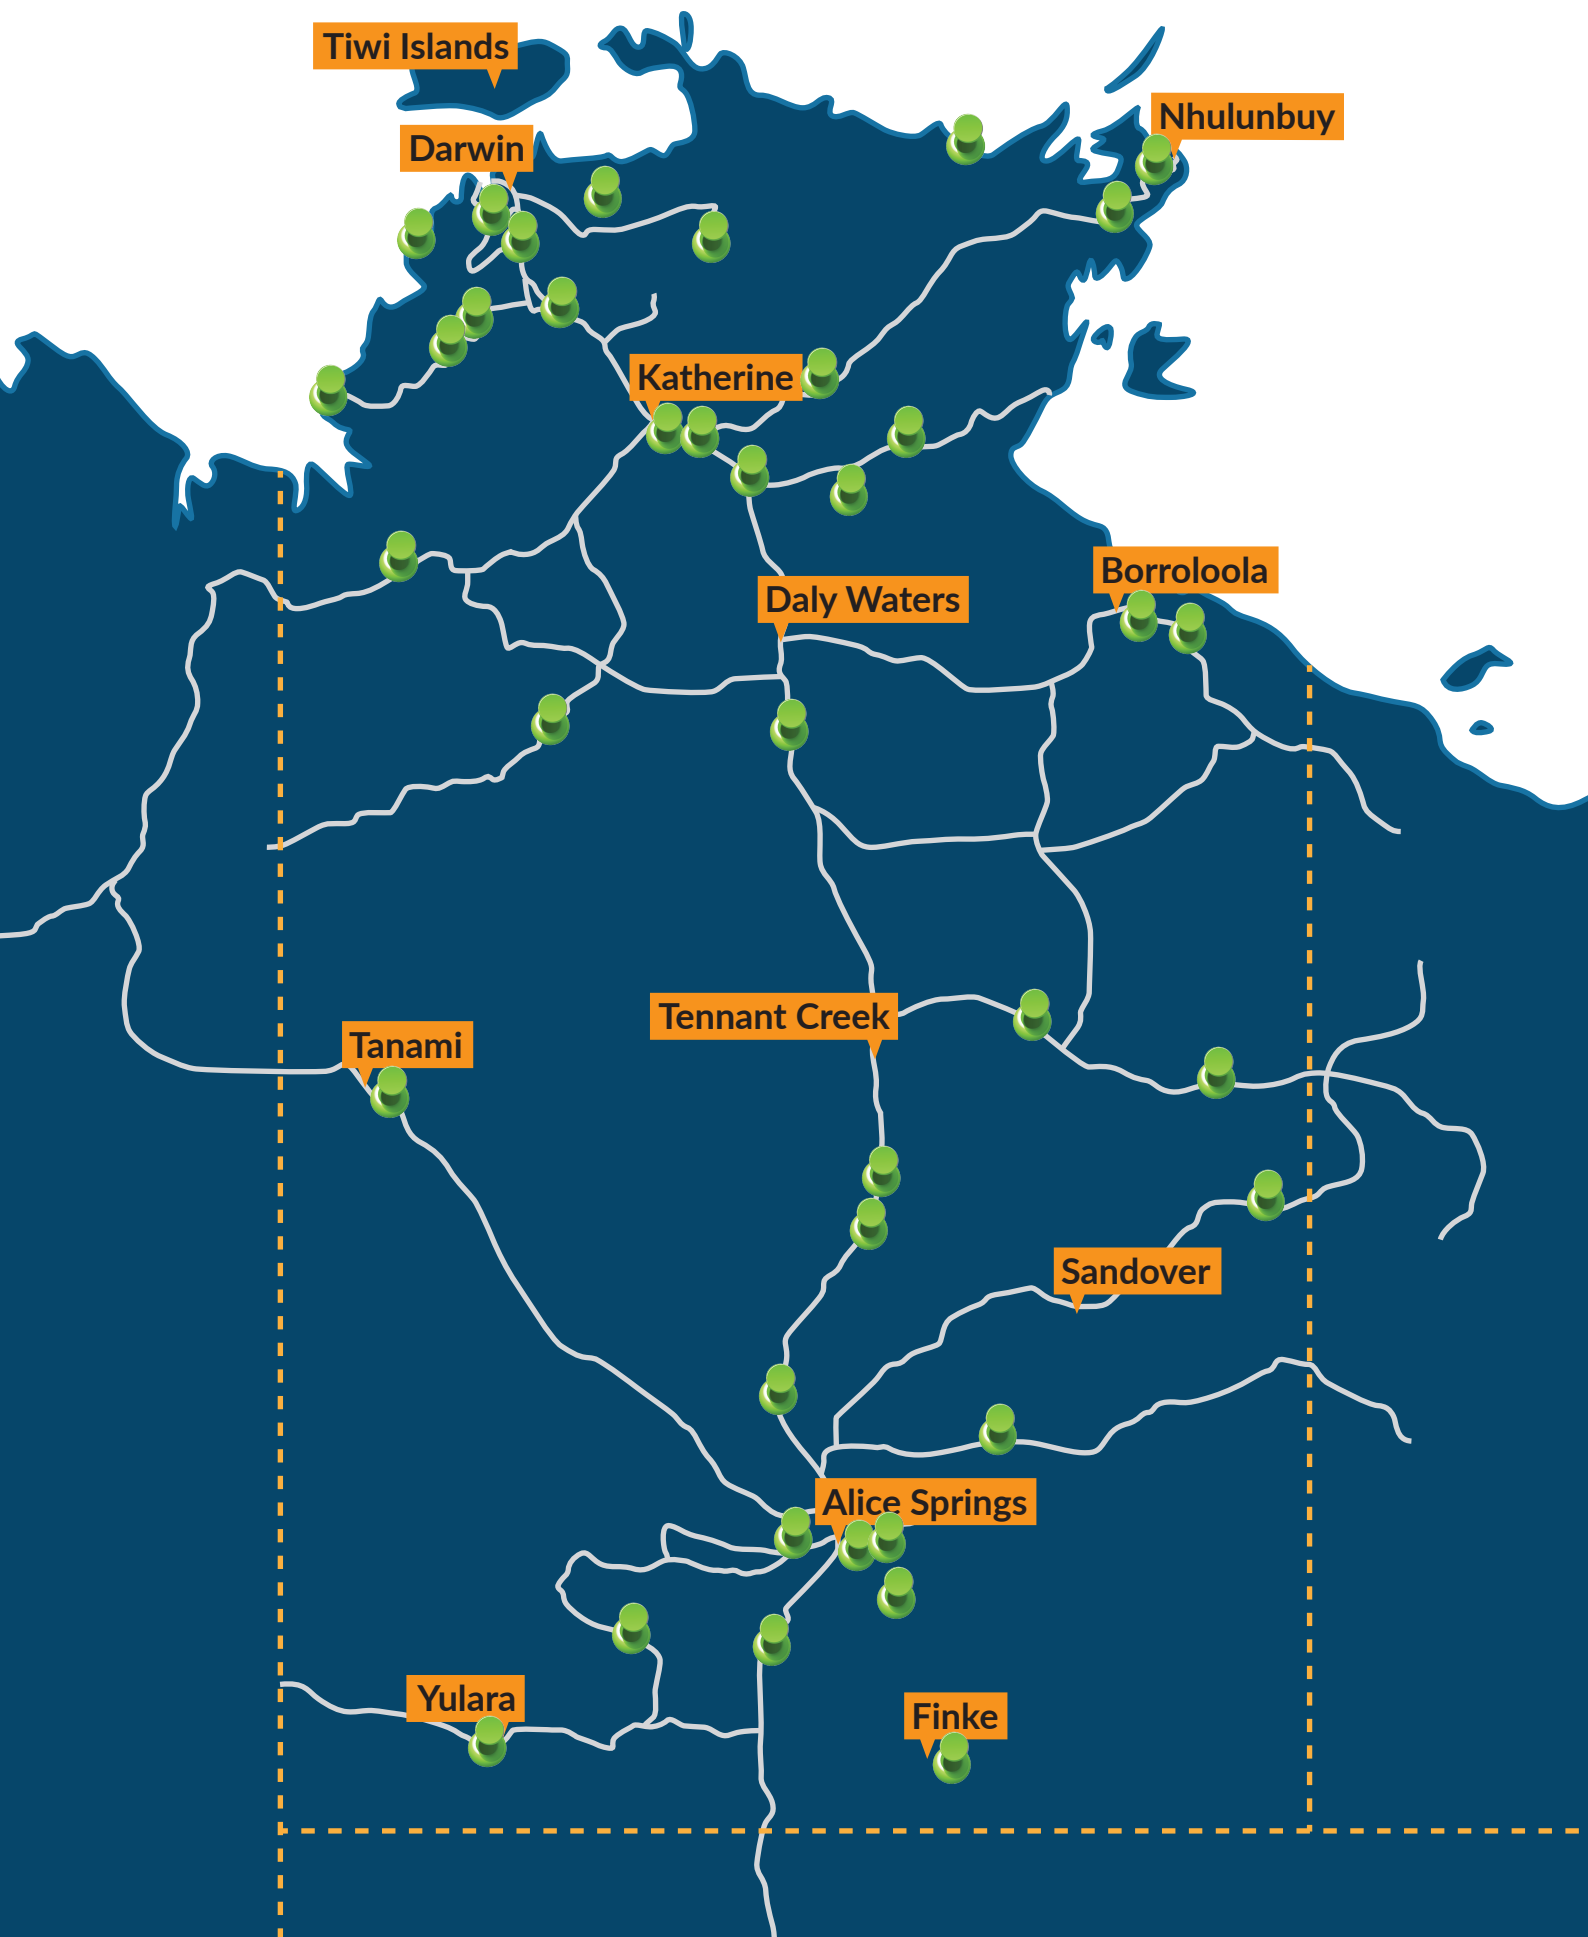 Tiwi Islands
Nhulunbuy
Darwin
Katherine
Borroloola
Daly Waters
Tennant Creek
Tanami
Sandover
Alice Springs
Yulara
Finke